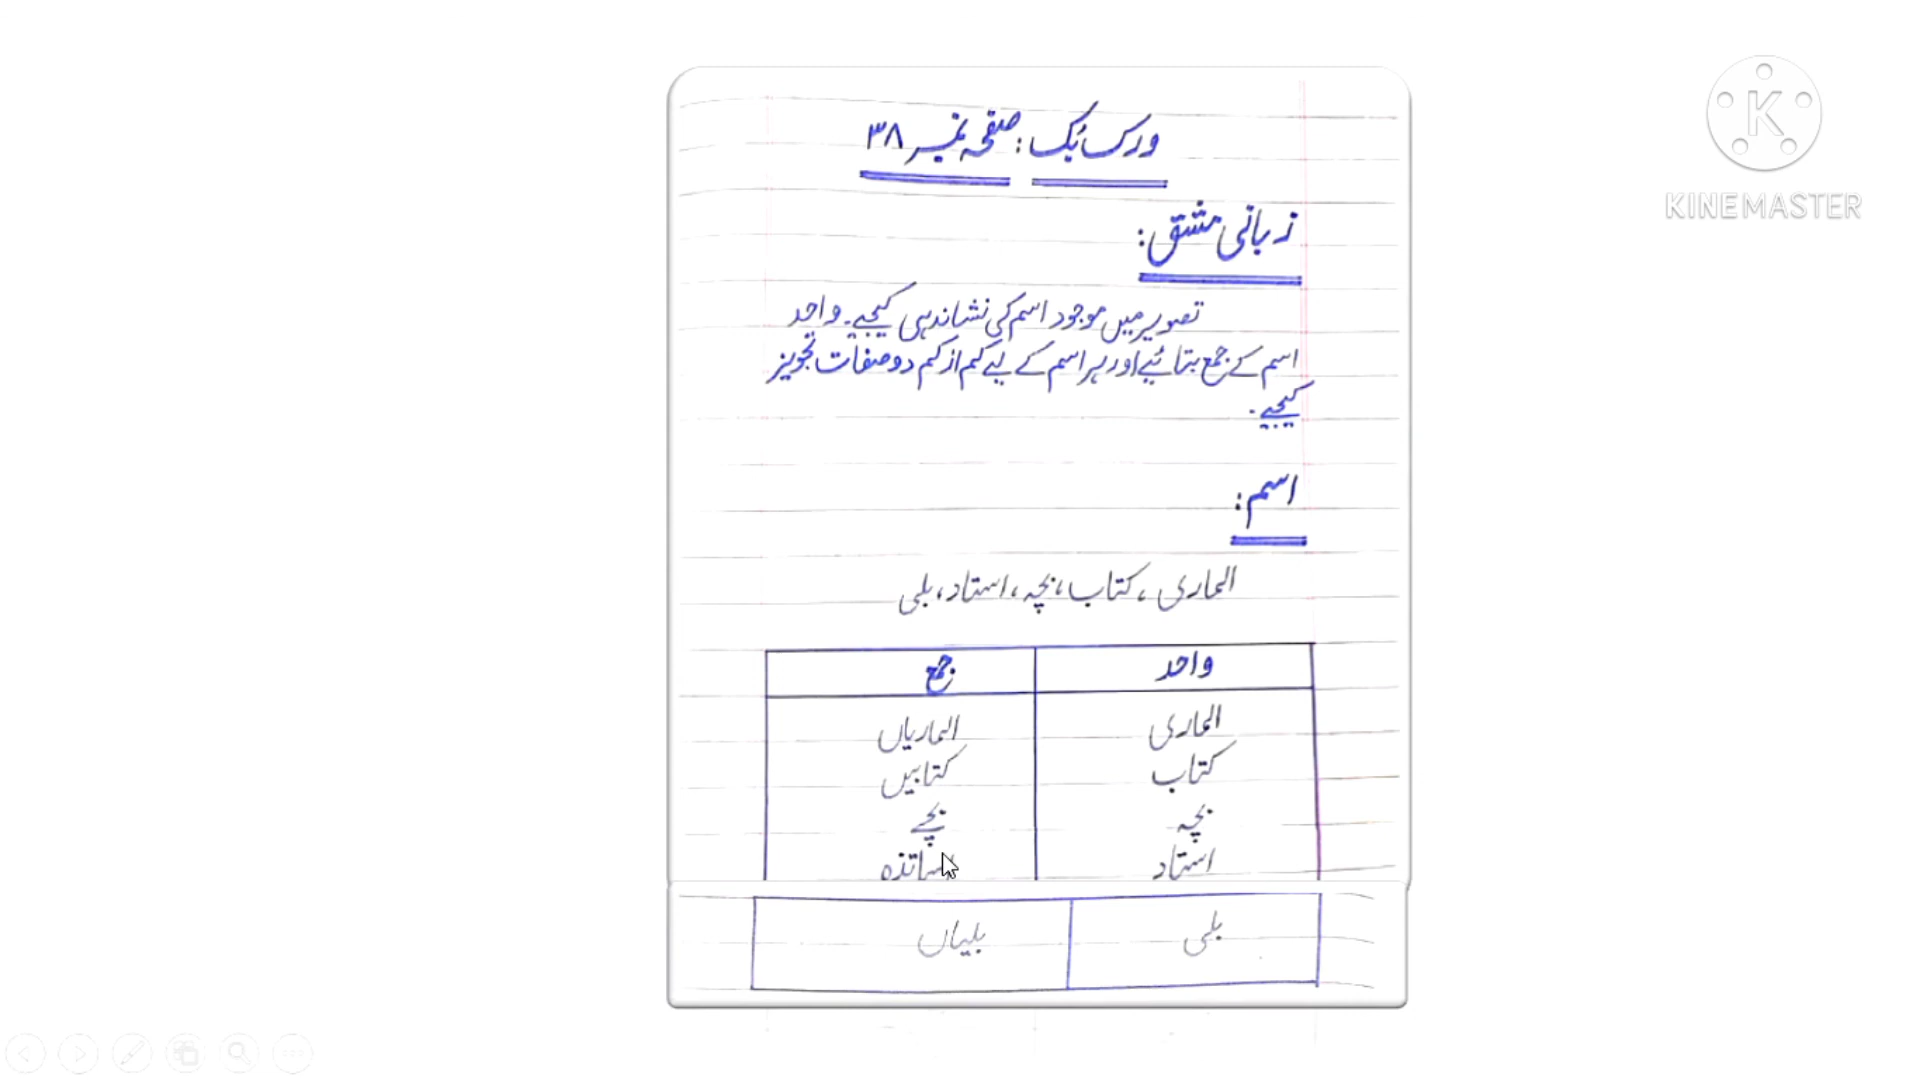 ورک بُک: صفحہ نمبر ۳۸
زبانی مشق:
تصویر میں موجود اسم کی نشاندہی کیجیے۔ واحد
اسم کے جمع بتائیے اور ہر اسم کے لیے کم از کم دو صفات تجویز
کیجیے۔
اسم:
الماری، کتاب، بچہ، استاد، بلی
واحد جمع
الماری الماریاں
کتاب کتابیں
بچہ بچے
استاد اساتذہ
بلی بلیاں
KINEMASTER